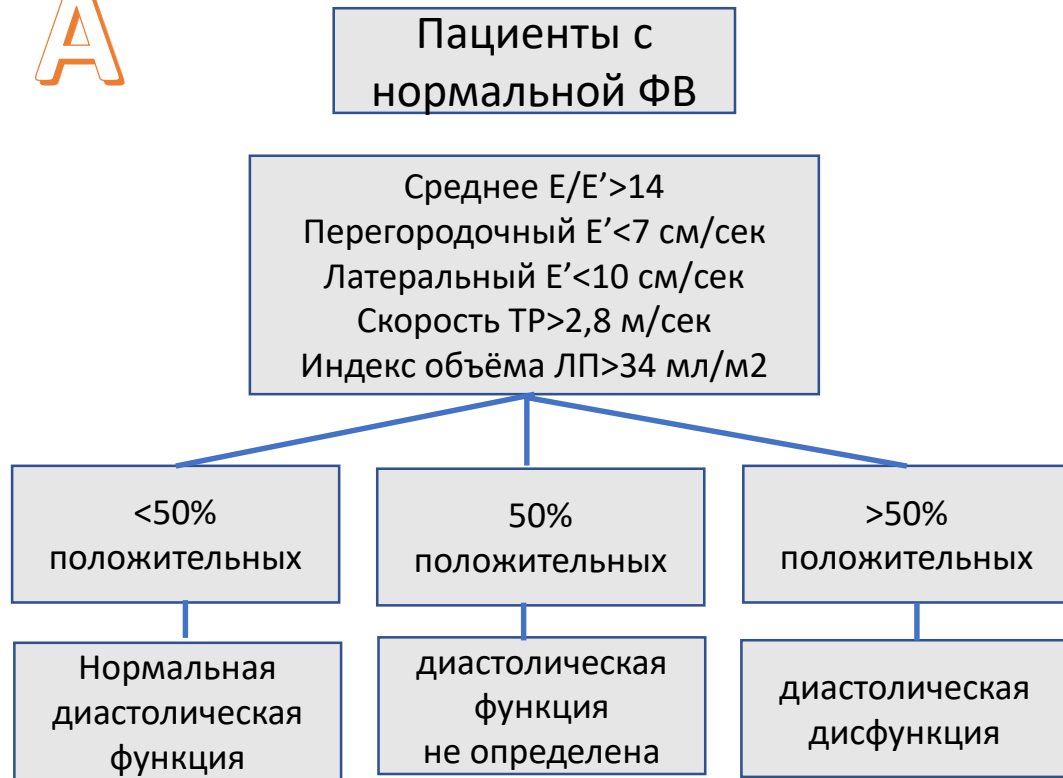 А
Пациенты с
нормальной ФВ
Среднее E/E’>14
Перегородочный E’<7 см/сек
Латеральный E’<10 см/сек
Скорость ТР>2,8 м/сек
Индекс объёма ЛП>34 мл/м2
<50%
положительных
50%
положительных
>50%
положительных
Нормальная
диастолическая
функция
диастолическая
функция
не определена
диастолическая
дисфункция